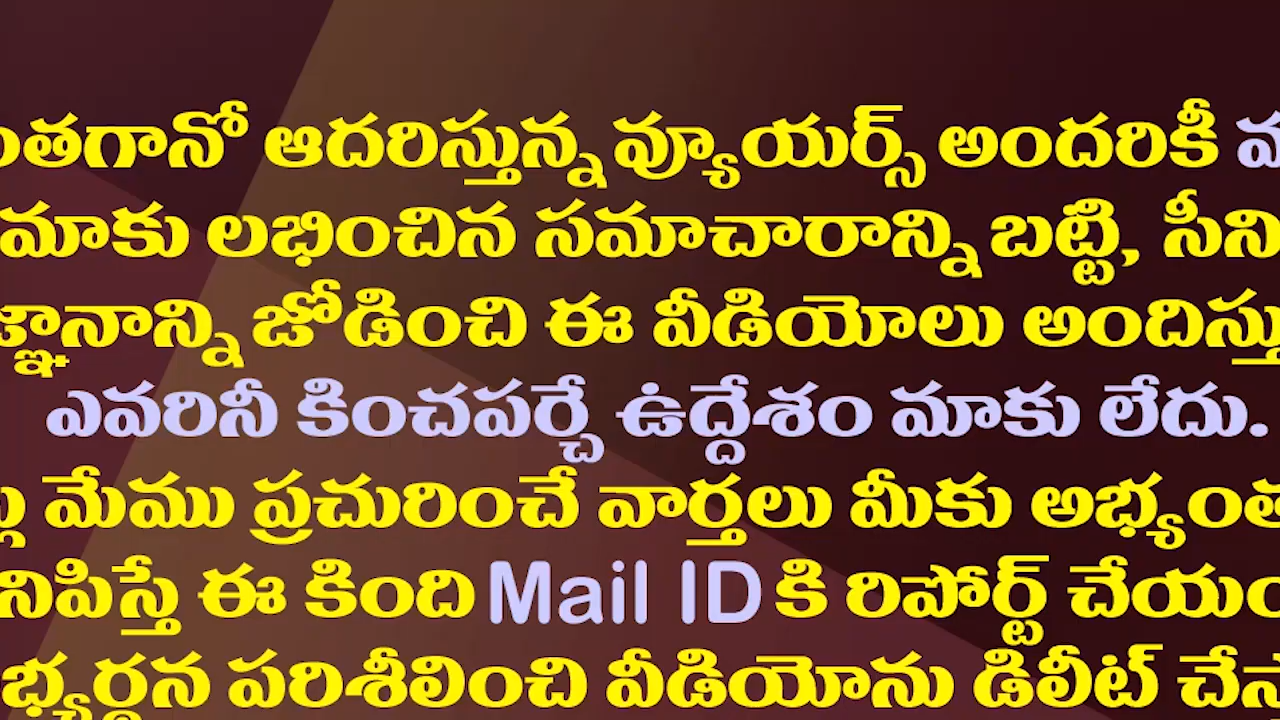 ఆదరిస్తున్న వ్యూయర్స్ అందరికీ
మాకు లభించిన సమాచారాన్ని బట్టి,
జోడించి ఈ వీడియోలు
ఎవరినీ కించపర్చే ఉద్దేశం మాకు లేదు.
మేము ప్రచురించే వార్తలు మీకు
ఈ కింది Mail ID కి రిపోర్ట్
పరిశీలించి వీడియోను డిలీట్